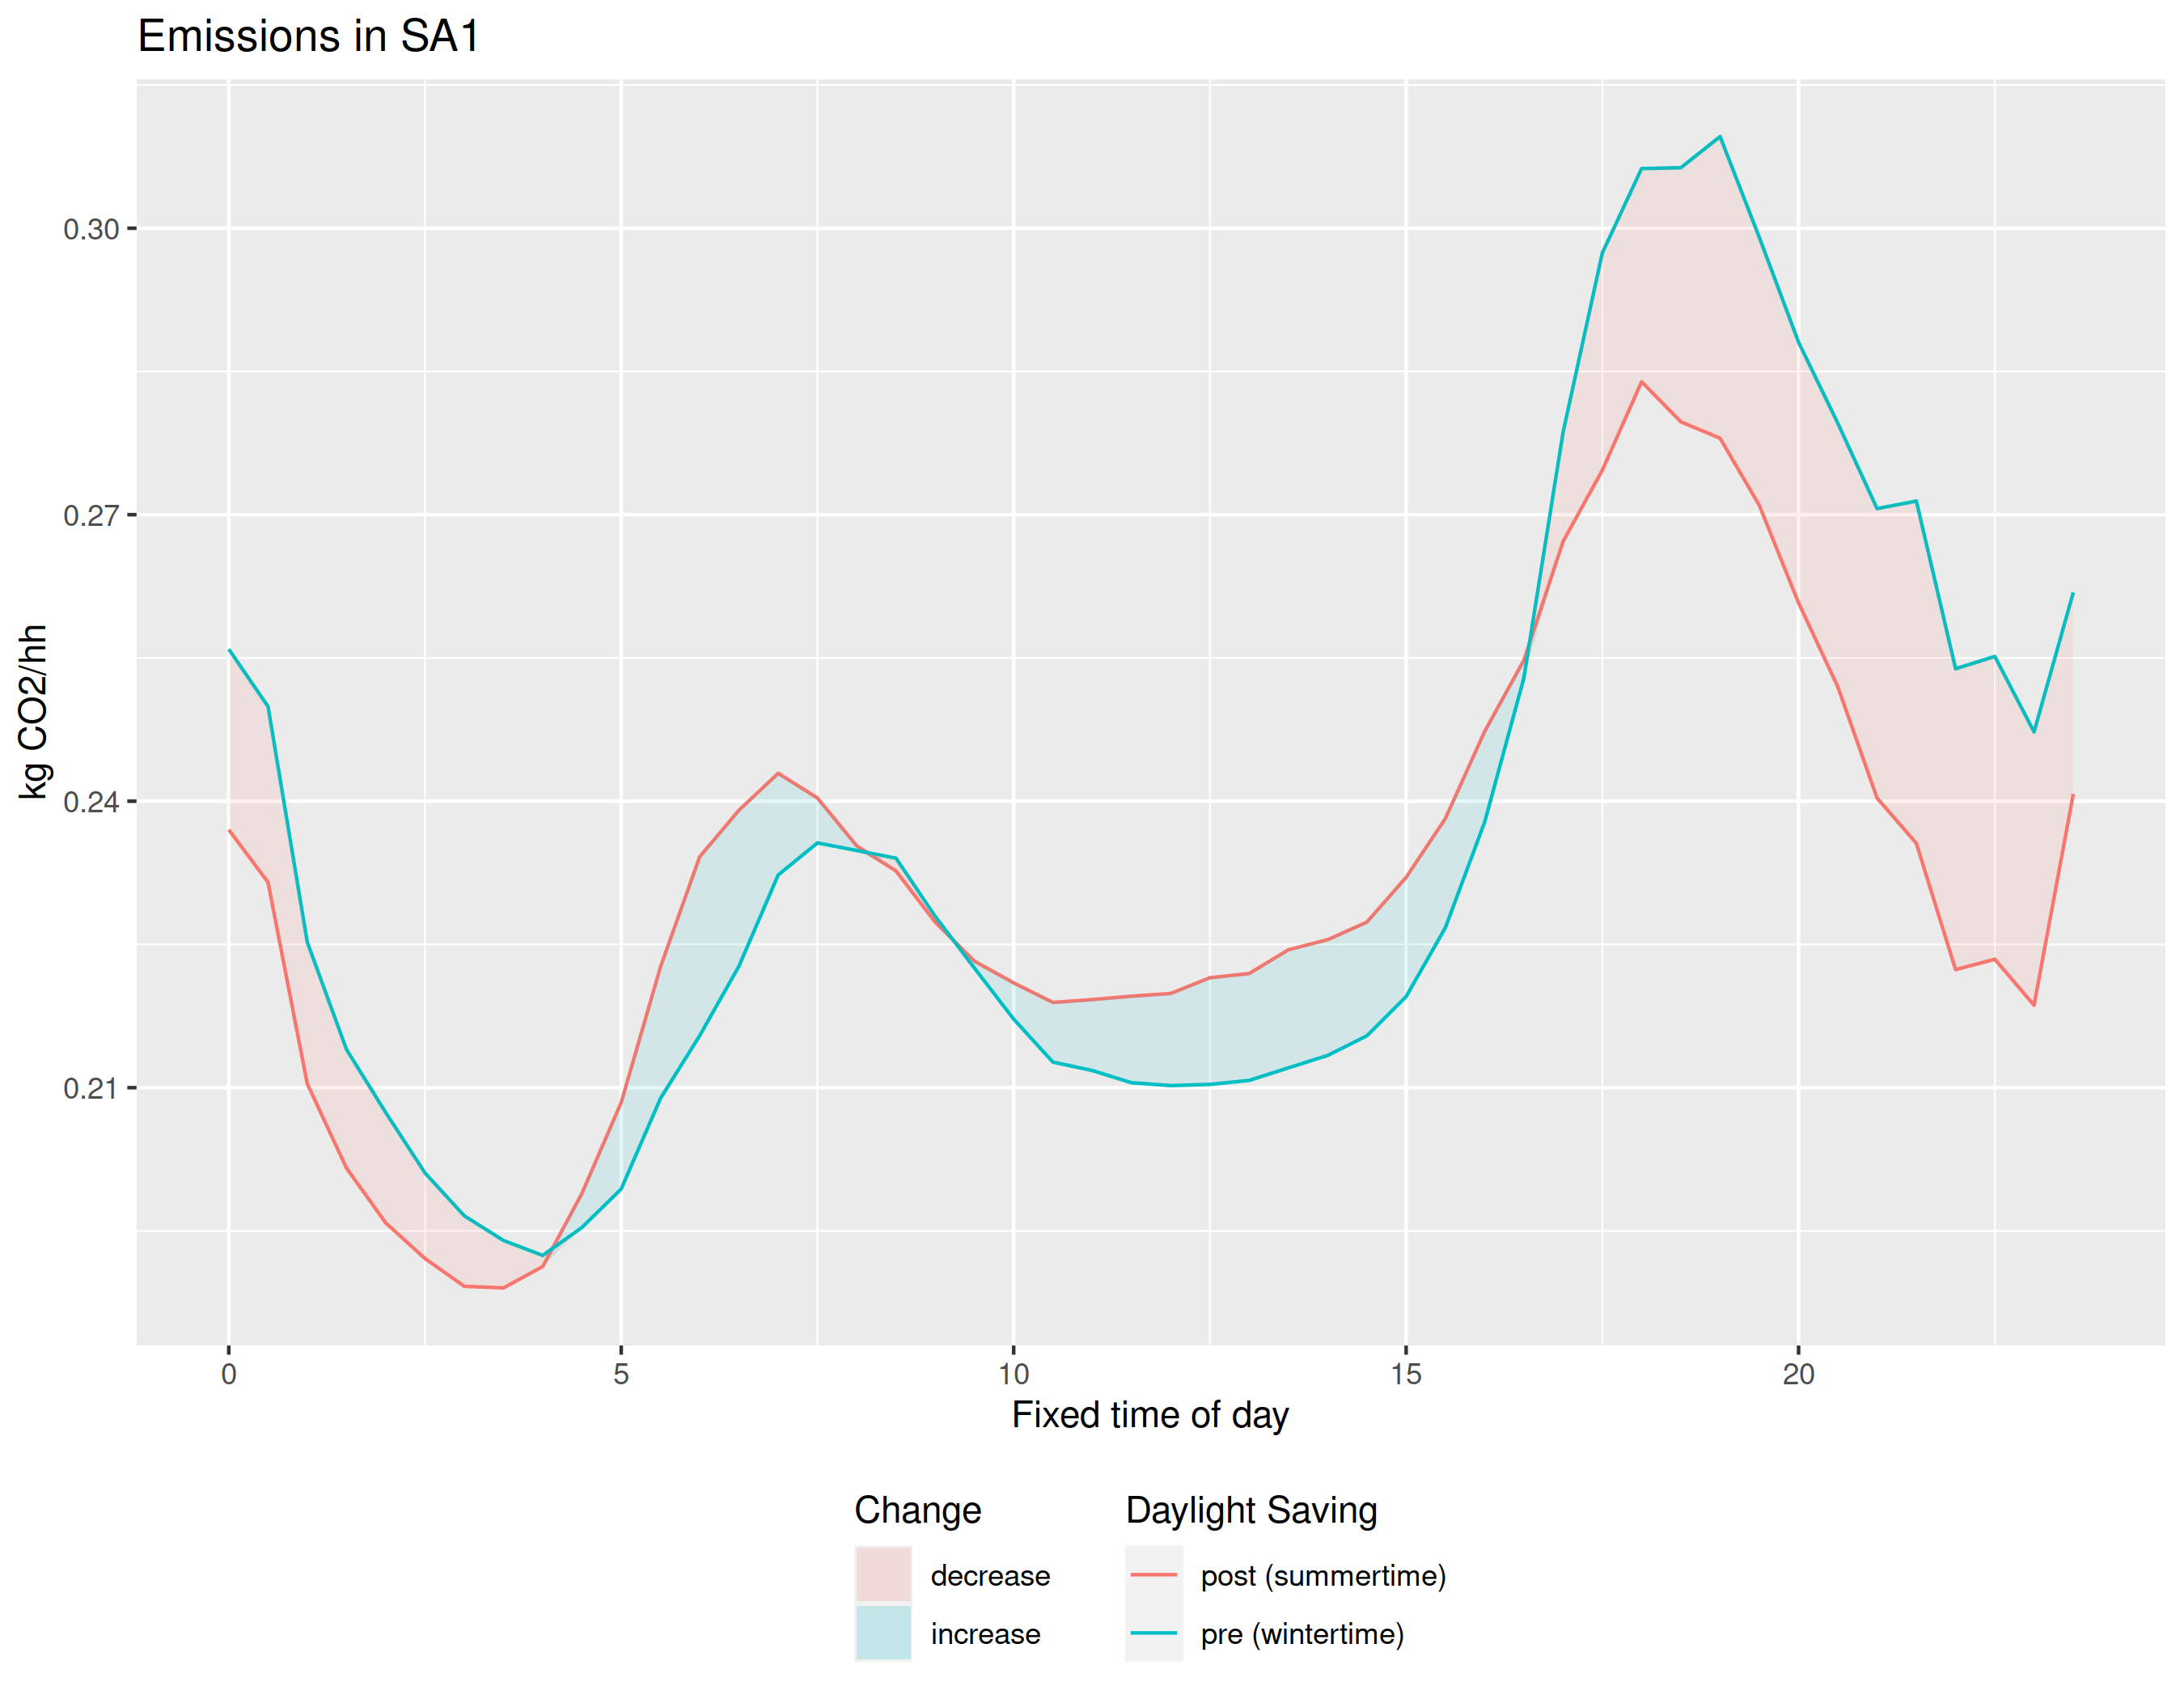 Emissions in SA1
kg CO2/hh
0.30
0.27
0.24
0.21
0 5 10 15 20
Fixed time of day
Change
decrease
increase
Daylight Saving
post (summertime)
pre (wintertime)